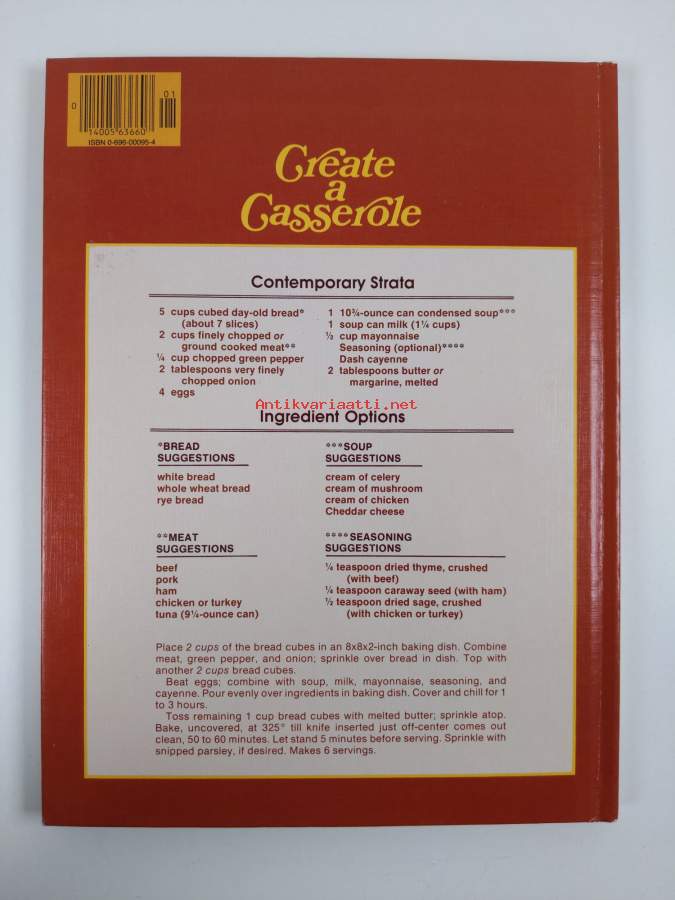 01
0
14005 63660
ISBN 0-696-00095-4
Create
a
Casserole
Contemporary Strata
5 cups cubed day-old bread*
(about 7 slices)
2 cups finely chopped or
ground cooked meat**
¼ cup chopped green pepper
2 tablespoons very finely
chopped onion
4 eggs
1 10¾-ounce can condensed soup***
1 soup can milk (1¼ cups)
½ cup mayonnaise
Seasoning (optional)****
Dash cayenne
2 tablespoons butter or
margarine, melted
Antikvariaatti.net
Ingredient Options
*BREAD
SUGGESTIONS
white bread
whole wheat bread
rye bread
***SOUP
SUGGESTIONS
cream of celery
cream of mushroom
cream of chicken
Cheddar cheese
**MEAT
SUGGESTIONS
beef
pork
ham
chicken or turkey
tuna (9¼-ounce can)
****SEASONING
SUGGESTIONS
¼ teaspoon dried thyme, crushed
(with beef)
¼ teaspoon caraway seed (with ham)
½ teaspoon dried sage, crushed
(with chicken or turkey)
Place 2 cups of the bread cubes in an 8x8x2-inch baking dish. Combine
meat, green pepper, and onion; sprinkle over bread in dish. Top with
another 2 cups bread cubes.
Beat eggs; combine with soup, milk, mayonnaise, seasoning, and
cayenne. Pour evenly over ingredients in baking dish. Cover and chill for 1
to 3 hours.
Toss remaining 1 cup bread cubes with melted butter; sprinkle atop.
Bake, uncovered, at 325° till knife inserted just off-center comes out
clean, 50 to 60 minutes. Let stand 5 minutes before serving. Sprinkle with
snipped parsley, if desired. Makes 6 servings.